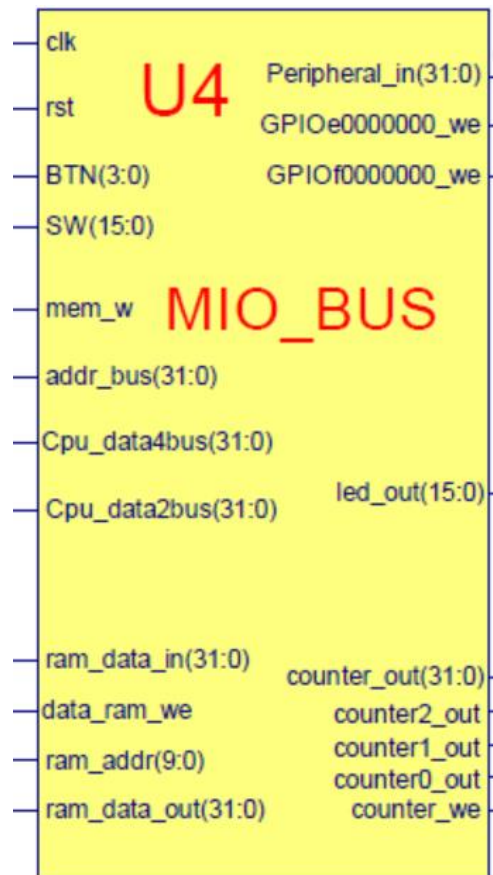 clk
U4
Peripheral_in(31:0)
rst
GPIOe0000000_we
BTN(3:0)
GPIOf0000000_we
SW(15:0)
mem_w
MIO_BUS
addr_bus(31:0)
Cpu_data4bus(31:0)
led_out(15:0)
Cpu_data2bus(31:0)
ram_data_in(31:0)
counter_out(31:0)
data_ram_we
counter2_out
counter1_out
ram_addr(9:0)
counter0_out
ram_data_out(31:0)
counter_we